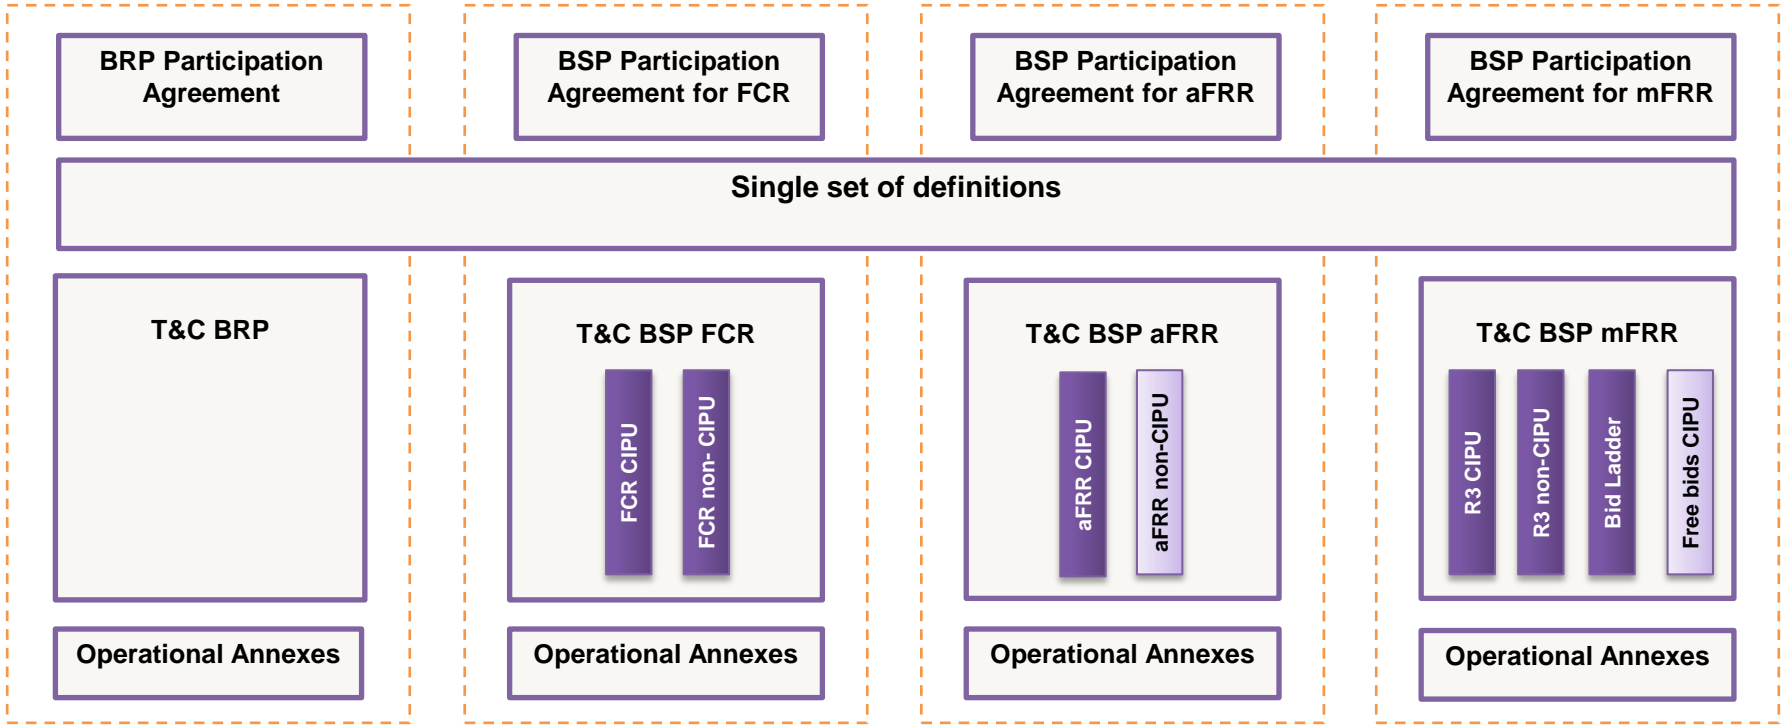 BRP Participation
Agreement
BSP Participation
Agreement for FCR
BSP Participation
Agreement for aFRR
BSP Participation
Agreement for mFRR
Single set of definitions
T&C BRP
T&C BSP FCR
FCR CIPU
FCR non- CIPU
T&C BSP aFRR
aFRR CIPU
aFRR non-CIPU
T&C BSP mFRR
R3 CIPU
R3 non-CIPU
Bid Ladder
Free bids CIPU
Operational Annexes
Operational Annexes
Operational Annexes
Operational Annexes